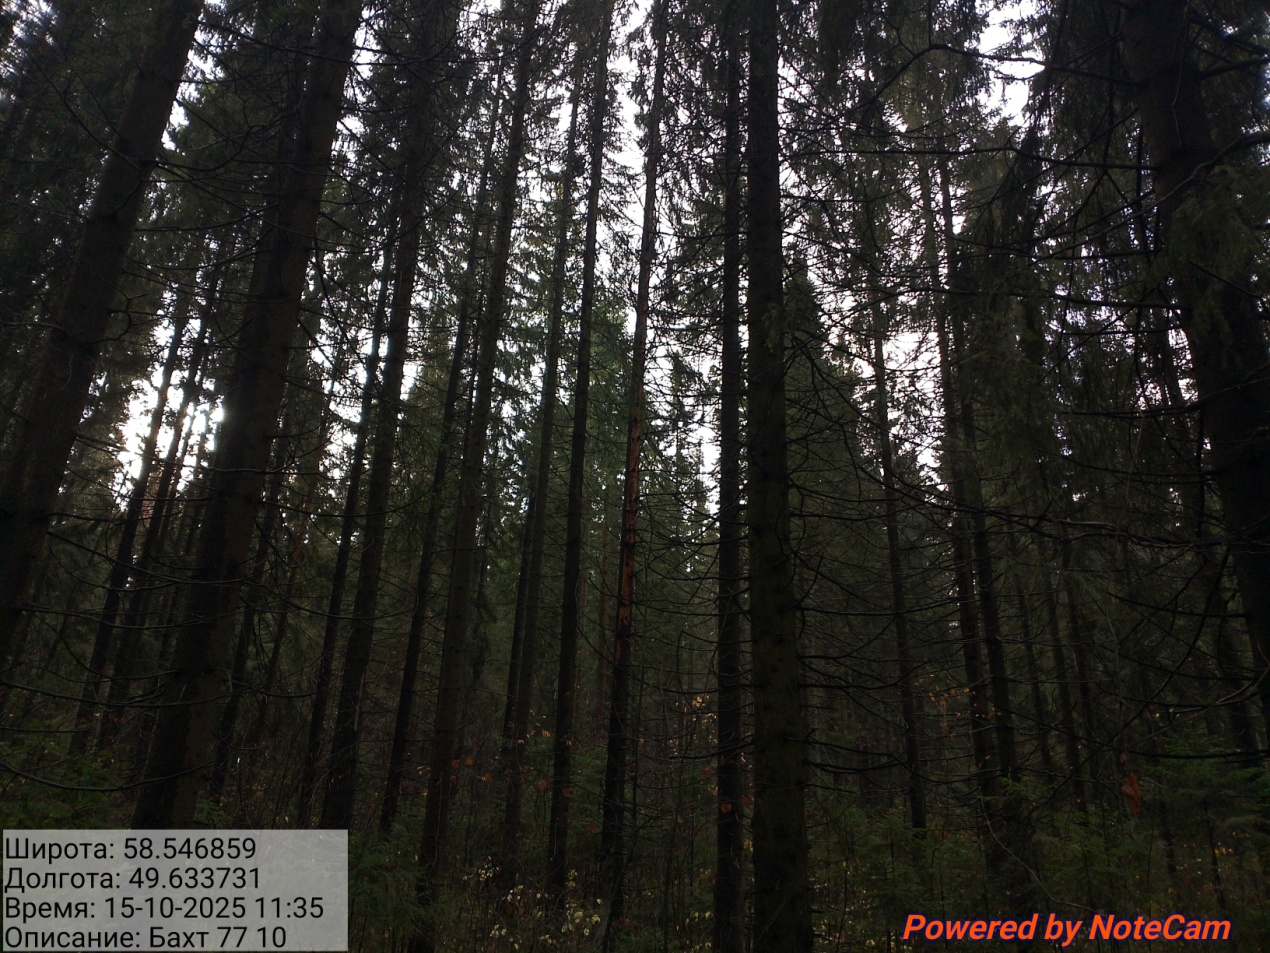 Широта: 58.546859
Долгота: 49.633731
Время: 15-10-2025 11:35
Описание: Бахт 77 10
Powered by NoteCam